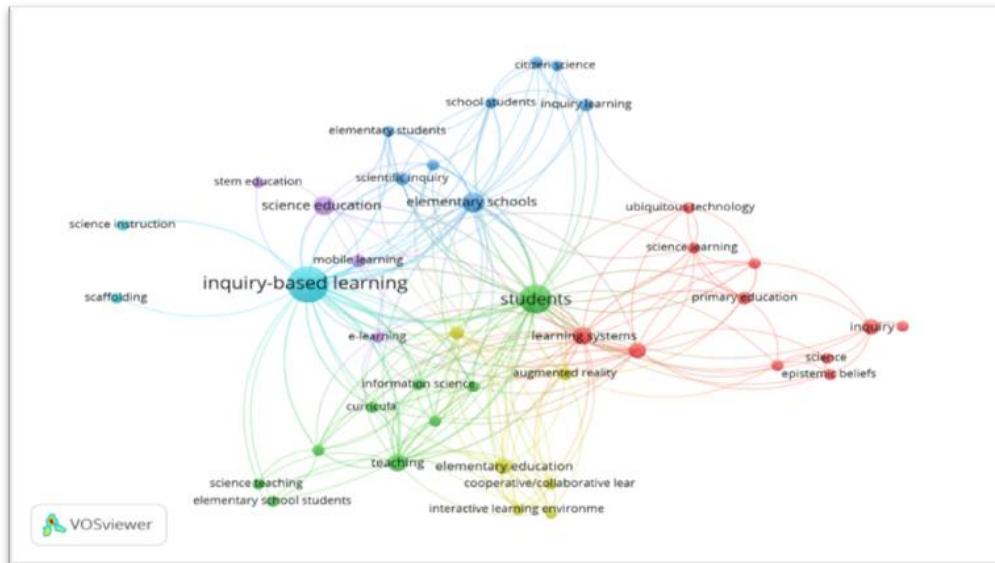 citizen science
school students
inquiry learning
elementary students
scientific inquiry
stem education
science education
elementary schools
ubiquitous technology
science instruction
science learning
mobile learning
inquiry-based learning
scaffolding
students
primary education
e-learning
learning systems
inquiry
science
augmented reality
epistemic beliefs
information science
curricula
teaching
elementary education
science teaching
cooperative/collaborative lear
elementary school students
interactive learning environme
VOSviewer